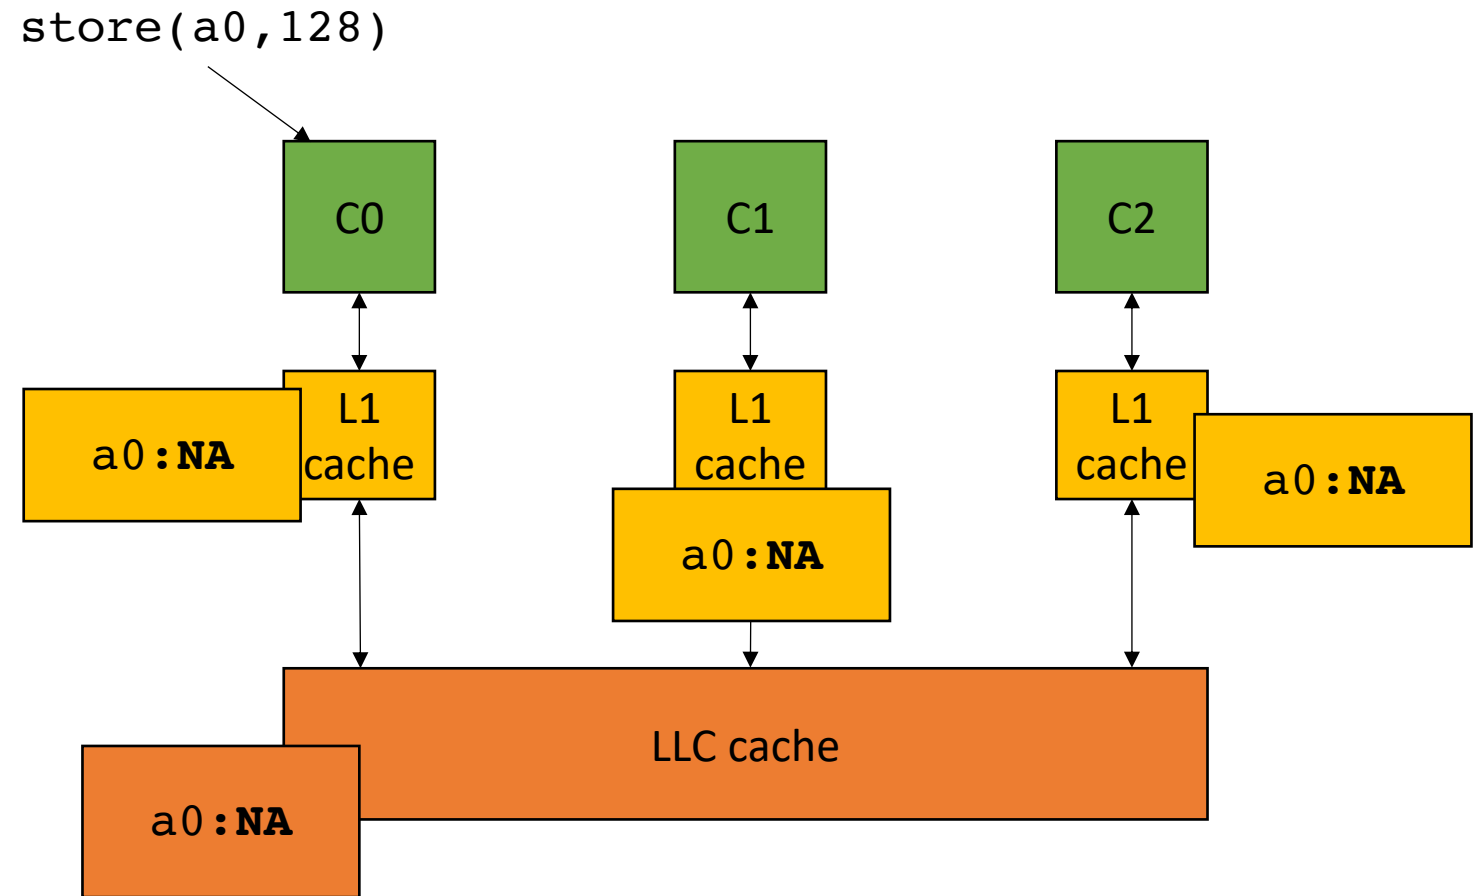 store(a0,128)
C0
C1
C2
L1
cache
L1
cache
L1
cache
a0:NA
a0:NA
a0:NA
LLC cache
a0:NA